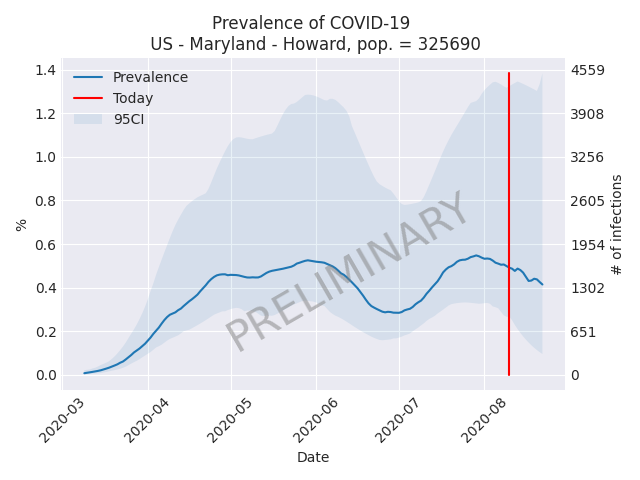 Prevalence of COVID-19
US - Maryland - Howard, pop. = 325690
Prevalence
Today
95CI
PRELIMINARY
%
1.4
1.2
1.0
0.8
0.6
0.4
0.2
0.0
4559
3908
3256
2605
1954
1302
651
0
# of infections
2020-03
2020-04
2020-05
2020-06
2020-07
2020-08
Date